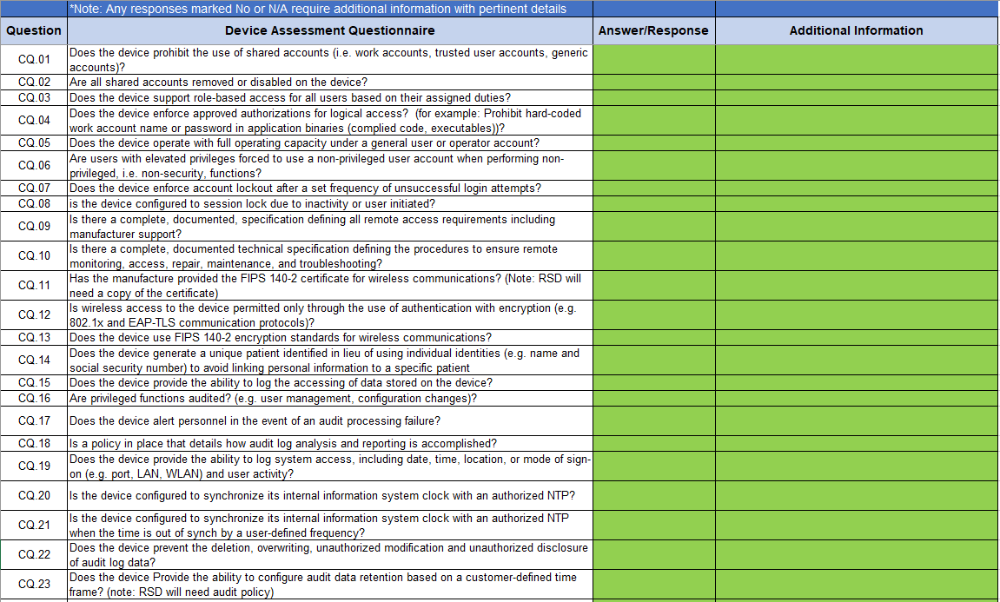 *Note: Any responses marked No or N/A require additional information with pertinent details
Question Device Assessment Questionnaire Answer/Response Additional Information
CQ.01 Does the device prohibit the use of shared accounts (i.e. work accounts, trusted user accounts, generic
accounts)?
CQ.02 Are all shared accounts removed or disabled on the device?
CQ.03 Does the device support role-based access for all users based on their assigned duties?
CQ.04 Does the device enforce approved authorizations for logical access?  (for example: Prohibit hard-coded
work account name or password in application binaries (complied code, executables))?
CQ.05 Does the device operate with full operating capacity under a general user or operator account?
CQ.06 Are users with elevated privileges forced to use a non-privileged user account when performing non-
privileged, i.e. non-security, functions?
CQ.07 Does the device enforce account lockout after a set frequency of unsuccessful login attempts?
CQ.08 is the device configured to session lock due to inactivity or user initiated?
CQ.09 Is there a complete, documented, specification defining all remote access requirements including
manufacturer support?
CQ.10 Is there a complete, documented technical specification defining the procedures to ensure remote
monitoring, access, repair, maintenance, and troubleshooting?
CQ.11 Has the manufacture provided the FIPS 140-2 certificate for wireless communications? (Note: RSD will
need a copy of the certificate)
CQ.12 Is wireless access to the device permitted only through the use of authentication with encryption (e.g.
802.1x and EAP-TLS communication protocols)?
CQ.13 Does the device use FIPS 140-2 encryption standards for wireless communications?
CQ.14 Does the device generate a unique patient identified in lieu of using individual identities (e.g. name and
social security number) to avoid linking personal information to a specific patient
CQ.15 Does the device provide the ability to log the accessing of data stored on the device?
CQ.16 Are privileged functions audited? (e.g. user management, configuration changes)?
CQ.17 Does the device alert personnel in the event of an audit processing failure?
CQ.18 Is a policy in place that details how audit log analysis and reporting is accomplished?
CQ.19 Does the device provide the ability to log system access, including date, time, location, or mode of sign-
on (e.g. port, LAN, WLAN) and user activity?
CQ.20 Is the device configured to synchronize its internal information system clock with an authorized NTP?
CQ.21 Is the device configured to synchronize its internal information system clock with an authorized NTP
when the time is out of synch by a user-defined frequency?
CQ.22 Does the device prevent the deletion, overwriting, unauthorized modification and unauthorized disclosure
of audit log data?
CQ.23 Does the device Provide the ability to configure audit data retention based on a customer-defined time
frame? (note: RSD will need audit policy)